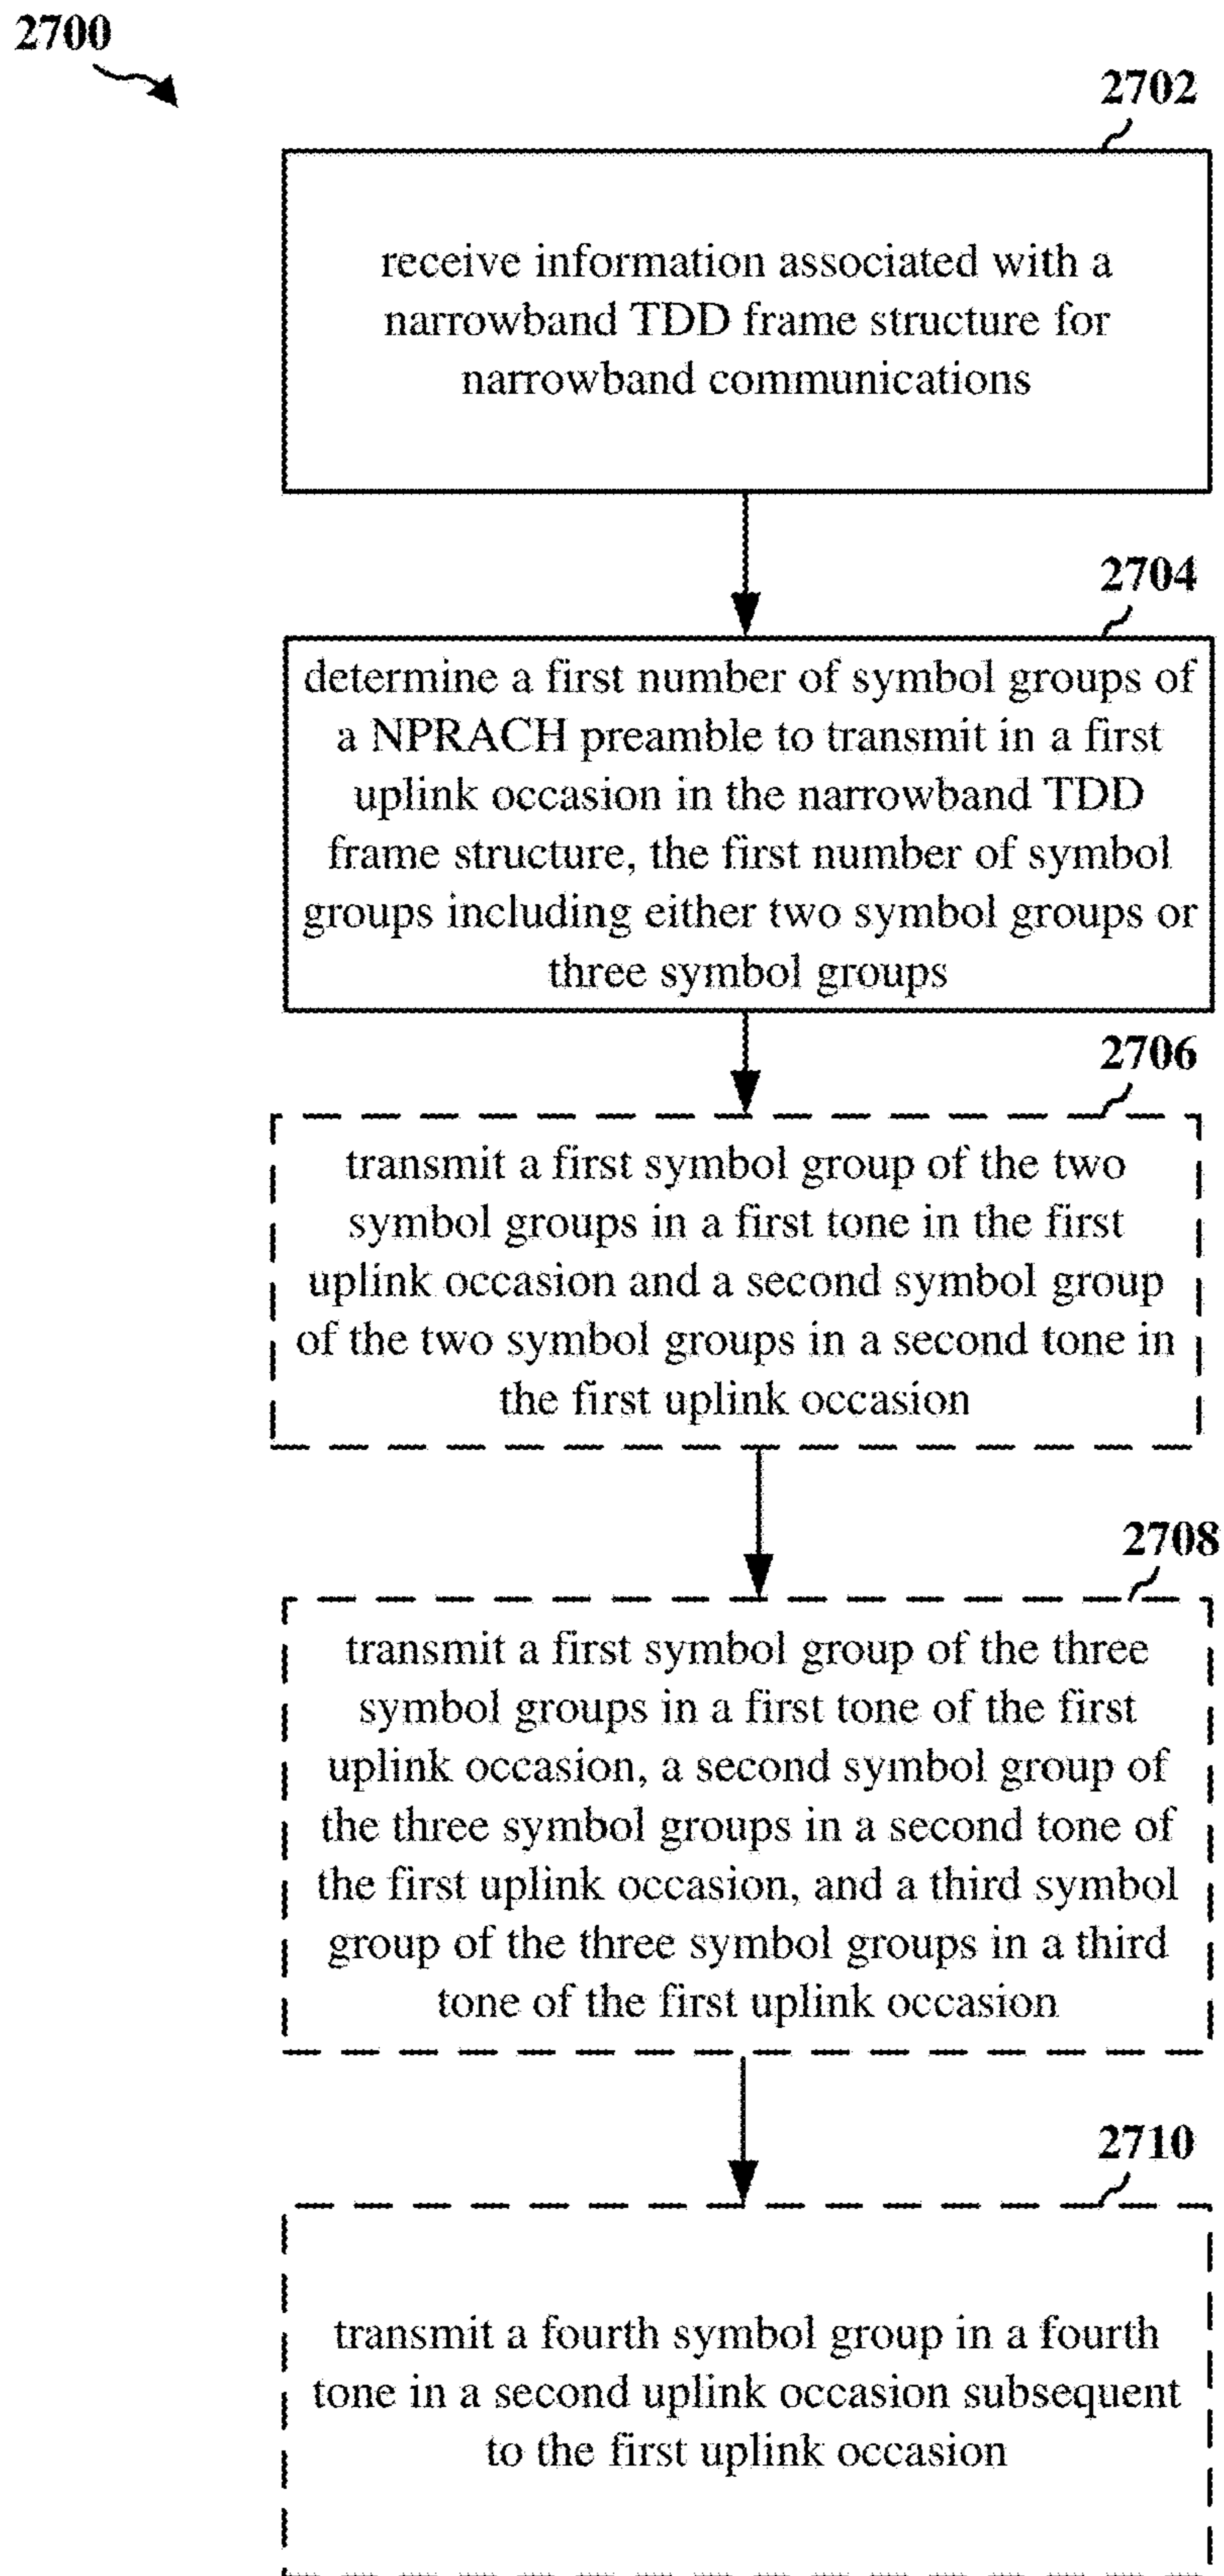 2700
2702
receive information associated with a
narrowband TDD frame structure for
narrowband communications
2704
determine a first number of symbol groups of
a NPRACH preamble to transmit in a first
uplink occasion in the narrowband TDD
frame structure, the first number of symbol
groups including either two symbol groups or
three symbol groups
2706
transmit a first symbol group of the two
symbol groups in a first tone in the first
uplink occasion and a second symbol group
of the two symbol groups in a second tone in
the first uplink occasion
2708
transmit a first symbol group of the three
symbol groups in a first tone of the first
uplink occasion, a second symbol group of
the three symbol groups in a second tone of
the first uplink occasion, and a third symbol
group of the three symbol groups in a third
tone of the first uplink occasion
2710
transmit a fourth symbol group in a fourth
tone in a second uplink occasion subsequent
to the first uplink occasion